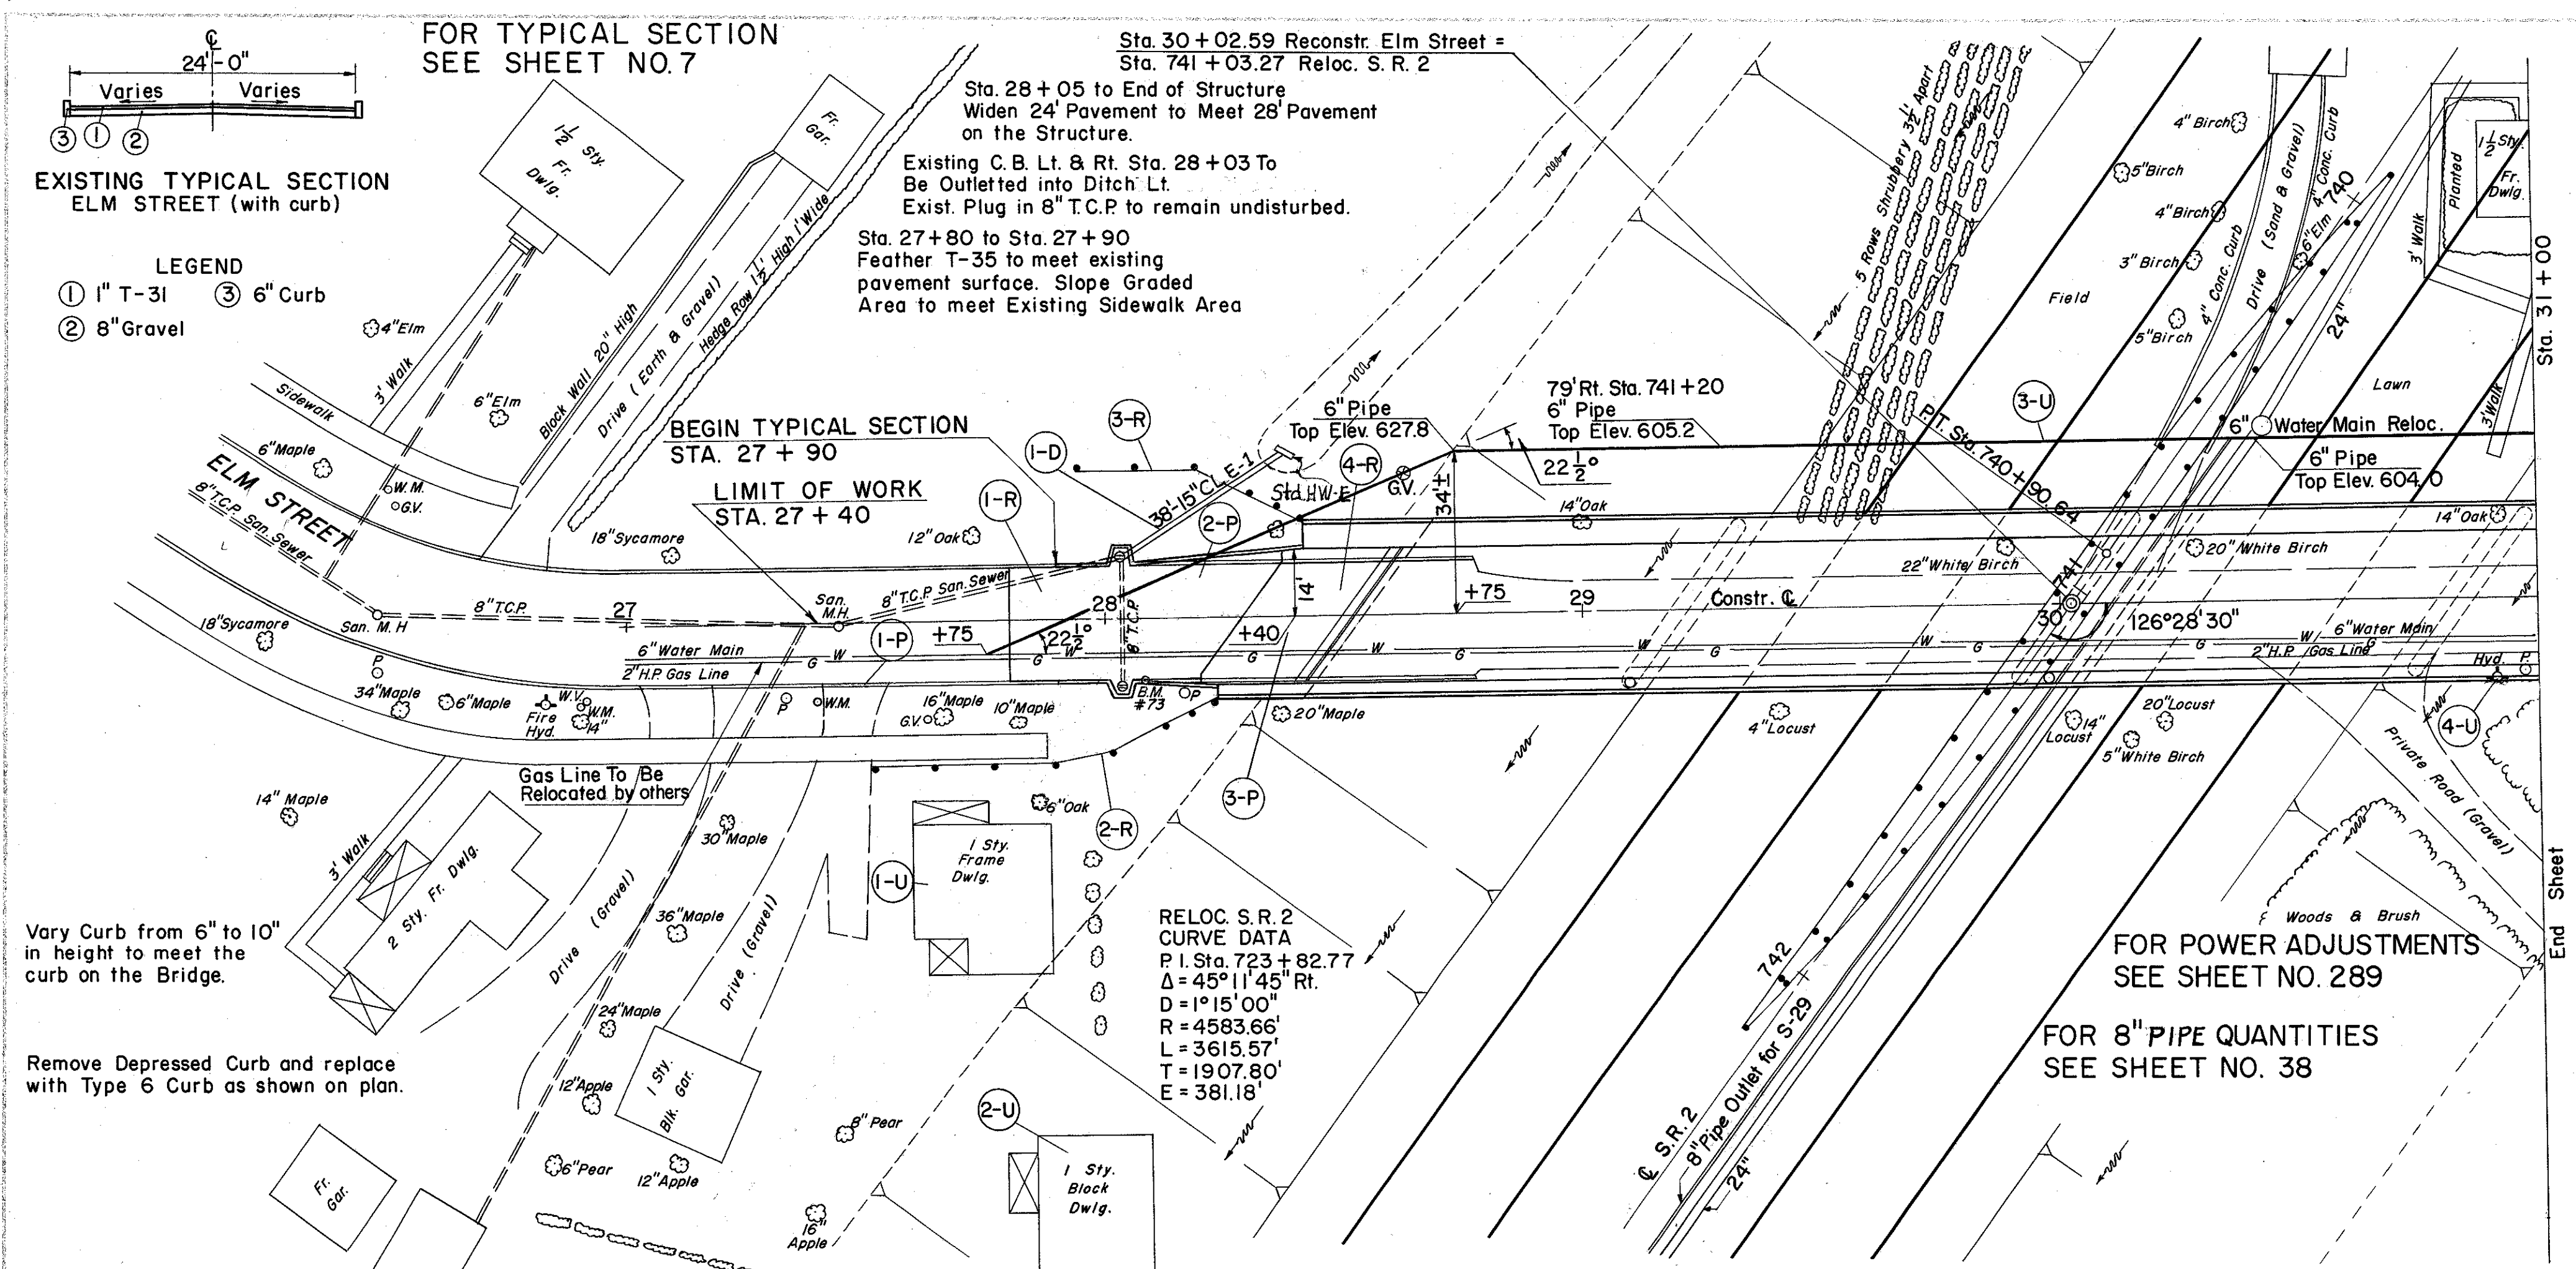 FOR TYPICAL SECTION
SEE SHEET NO. 7
℄
24'-0"
Varies
Varies
3
1
2
EXISTING TYPICAL SECTION
ELM STREET (with curb)
LEGEND
1 1" T-31
3 6" Curb
2 8" Gravel
Sta. 30+02.59 Reconstr. Elm Street =
Sta. 741+03.27 Reloc. S.R. 2
Sta. 28+05 to End of Structure
Widen 24' Pavement to Meet 28' Pavement
on the Structure.
Existing C.B. Lt. & Rt. Sta. 28+03 To
Be Outletted into Ditch Lt.
Exist. Plug in 8" T.C.P. to remain undisturbed.
Sta. 27+80 to Sta. 27+90
Feather T-35 to meet existing
pavement surface. Slope Graded
Area to meet Existing Sidewalk Area
1½ Sty.
Fr.
Dwlg.
Fr.
Gar.
Block Wall 20" High
Drive (Earth & Gravel)
Hedge Row 1½' High 1' Wide
4" Elm
3' Walk
6" Elm
Sidewalk
6" Maple
ELM STREET
8" T.C.P. San. Sewer
W.M.
G.V.
BEGIN TYPICAL SECTION
STA. 27 + 90
LIMIT OF WORK
STA. 27 + 40
18" Sycamore
12" Oak
1-R
1-D
3-R
38-15" CL. E-1
Std. HW-E
4-R
2-P
G.V.
6" Pipe
Top Elev. 627.8
79' Rt. Sta. 741+20
6" Pipe
Top Elev. 605.2
22½°
34'±
14" Oak
5 Rows Shrubbery 3½' Apart
4" Birch
5" Birch
4" Birch
3" Birch
5" Birch
Field
4" Conc. Curb
Drive (Sand & Gravel)
4" Conc. Curb
6" Elm
740
24"
Planted
1½ Sty.
Fr.
Dwlg.
3' Walk
Lawn
3' Walk
Sta. 31+00
3-U
P.T. Sta. 740+90.64
6" Water Main Reloc.
6" Pipe
Top Elev. 604.0
14" Oak
20" White Birch
22" White Birch
741
8" T.C.P.
27
San. M.H
San.
M.H.
8" T.C.P. San. Sewer
28
8" T.C.P.
14'
+75
29
Constr. ℄
30
126°28'30"
18" Sycamore
1-P
+75
22½°
+40
6" Water Main
2" H.P. Gas Line
G
W
G
W
G
W
G
W
G
W
G
G
W
6" Water Main
G
2" H.P. Gas Line
Hyd.
P.
P
34" Maple
6" Maple
W.V.
Fire
Hyd.
W.M.
14"
P
W.M.
16" Maple
G.V.
10" Maple
B.M.
#73
P
20" Maple
4" Locust
14"
Locust
20" Locust
5" White Birch
4-U
Private Road (Gravel)
Gas Line To Be
Relocated by others
14" Maple
3' Walk
2 Sty. Fr. Dwlg.
30" Maple
Drive (Gravel)
36" Maple
Drive (Gravel)
1-U
1 Sty.
Frame
Dwlg.
6" Oak
2-R
3-P
Vary Curb from 6" to 10"
in height to meet the
curb on the Bridge.
Remove Depressed Curb and replace
with Type 6 Curb as shown on plan.
24" Maple
12" Apple
1 Sty.
Blk. Gar.
6" Pear
12" Apple
Fr.
Gar.
8" Pear
16"
Apple
2-U
1 Sty.
Block
Dwlg.
RELOC. S.R. 2
CURVE DATA
P.I. Sta. 723+82.77
Δ = 45°11'45" Rt.
D = 1°15'00"
R = 4583.66'
L = 3615.57'
T = 1907.80'
E = 381.18'
742
℄ S.R. 2
8" Pipe Outlet for S-29
24"
Woods & Brush
FOR POWER ADJUSTMENTS
SEE SHEET NO. 289
FOR 8" PIPE QUANTITIES
SEE SHEET NO. 38
End Sheet